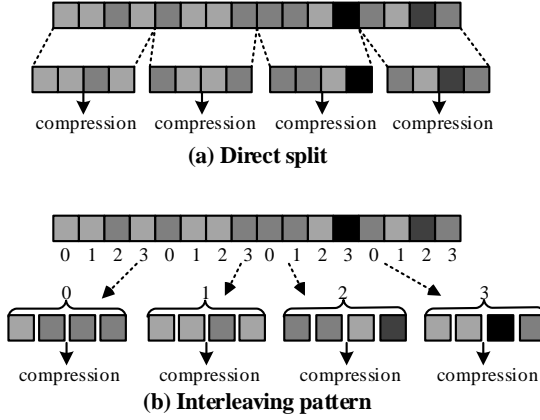 compression compression compression compression
(a) Direct split
0 1 2 3 0 1 2 3 0 1 2 3 0 1 2 3
0 1 2 3
compression compression compression compression
(b) Interleaving pattern